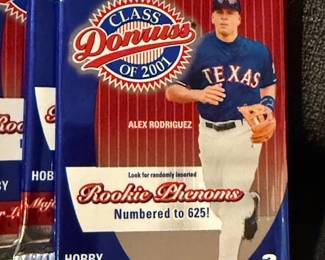 CLASS
Donruss
OF 2001
TEXAS
ALEX RODRIGUEZ
Look for randomly inserted
Rookie Phenoms
Numbered to 625!
HOBBY
HOBBY